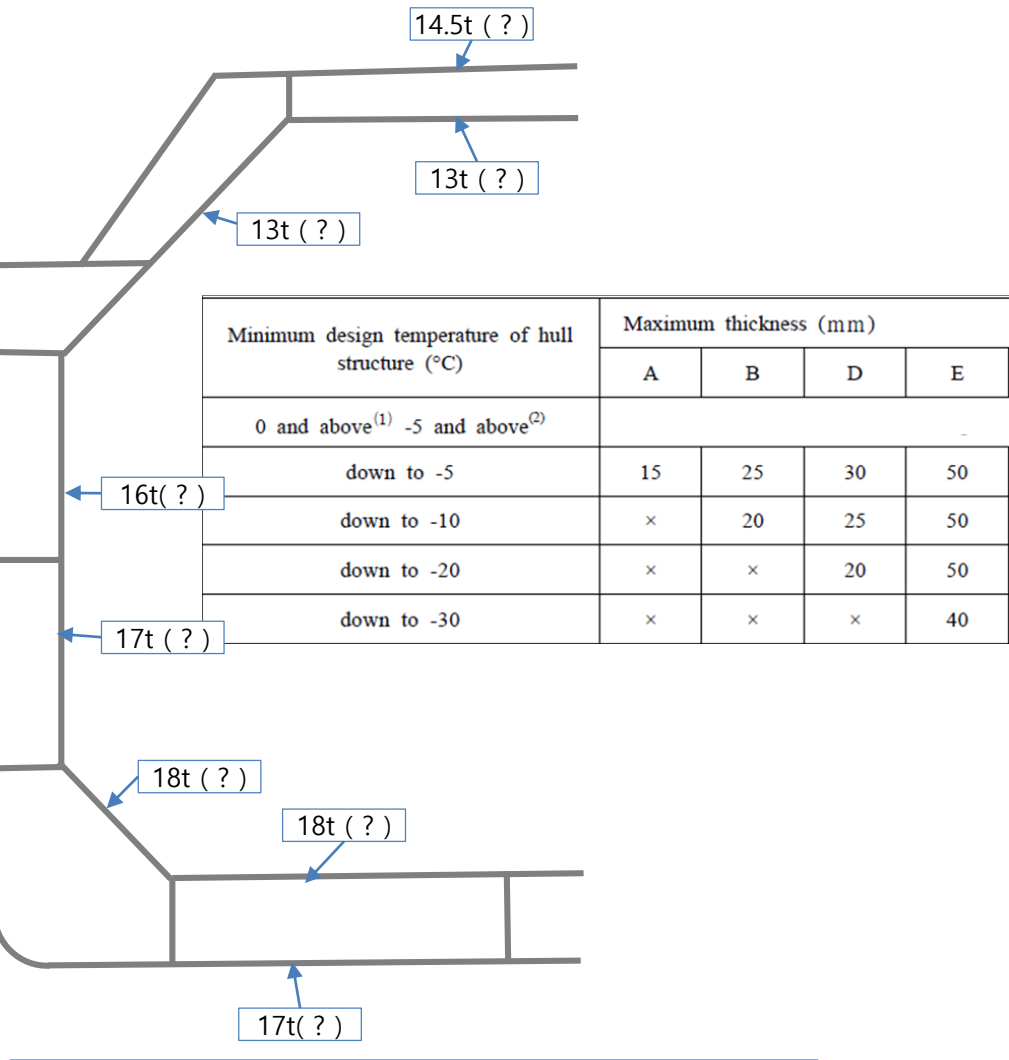 14.5t ( ? )
13t ( ? )
13t ( ? )
Minimum design temperature of hull
structure (°C)
Maximum thickness (mm)
A B D E
0 and above(1) -5 and above(2)
down to -5 15 25 30 50
down to -10 × 20 25 50
down to -20 × × 20 50
down to -30 × × × 40
16t( ? )
17t ( ? )
18t ( ? )
18t ( ? )
17t( ? )